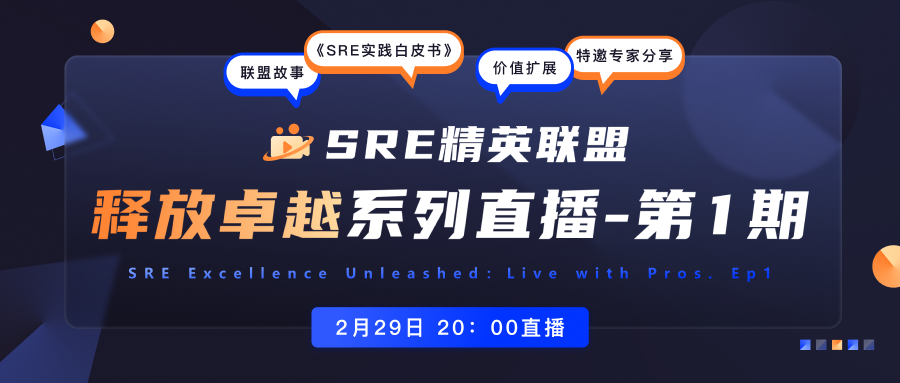 联盟故事
《SRE实践白皮书》
价值扩展
特邀专家分享
SRE精英联盟
释放卓越系列直播-第1期
SRE Excellence Unleashed: Live with Pros. Ep1
2月29日 20：00直播